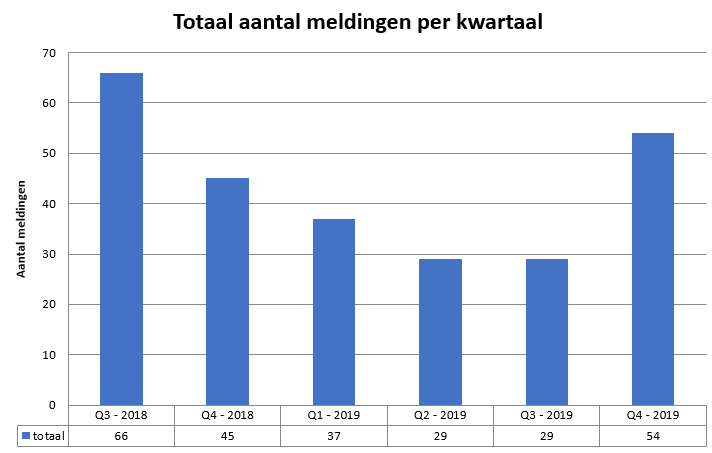 Totaal aantal meldingen per kwartaal
Aantal meldingen
70
60
50
40
30
20
10
0
Q3 - 2018 Q4 - 2018 Q1 - 2019 Q2 - 2019 Q3 - 2019 Q4 - 2019
totaal 66 45 37 29 29 54